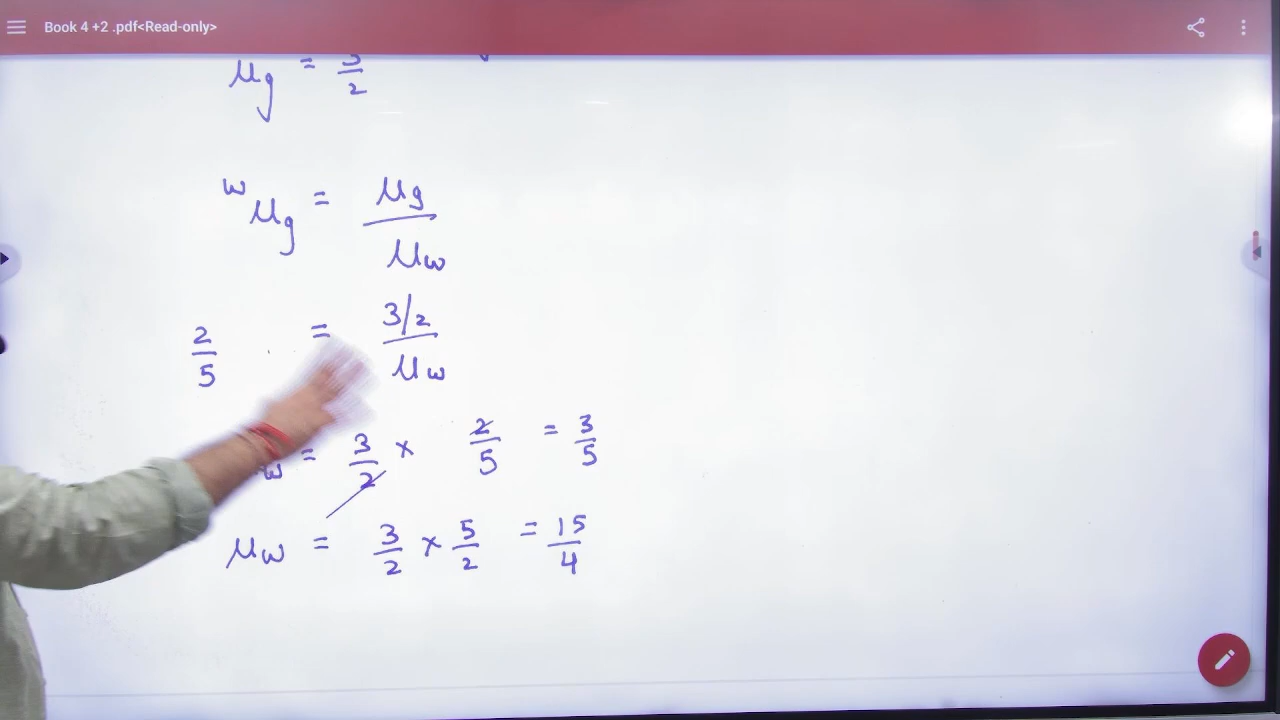 Book 4 +2 .pdf<Read-only>
μg = 3/2
wμg = μg/μw
2/5 = (3/2)/μw
w = 3/2 × 2/5 = 3/5
μw = 3/2 × 5/2 = 15/4